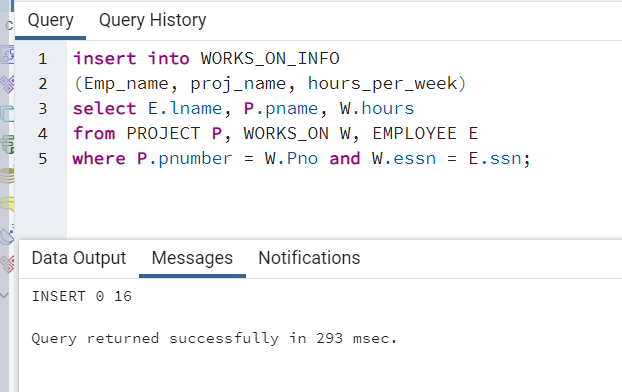 Query Query History
1 insert into WORKS_ON_INFO
2 (Emp_name, proj_name, hours_per_week)
3 select E.lname, P.pname, W.hours
4 from PROJECT P, WORKS_ON W, EMPLOYEE E
5 where P.pnumber = W.Pno and W.essn = E.ssn;
Data Output Messages Notifications
INSERT 0 16
Query returned successfully in 293 msec.